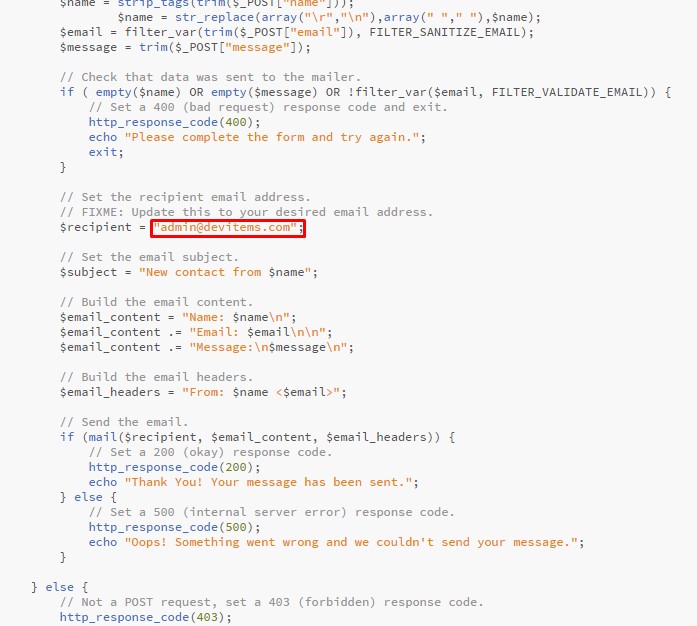 $name = strip_tags(trim($_POST["name"]));
$name = str_replace(array("\r","\n"),array(" "," "),$name);
$email = filter_var(trim($_POST["email"]), FILTER_SANITIZE_EMAIL);
$message = trim($_POST["message"]);
// Check that data was sent to the mailer.
if ( empty($name) OR empty($message) OR !filter_var($email, FILTER_VALIDATE_EMAIL)) {
// Set a 400 (bad request) response code and exit.
http_response_code(400);
echo "Please complete the form and try again.";
exit;
}
// Set the recipient email address.
// FIXME: Update this to your desired email address.
$recipient = "admin@devitems.com";
// Set the email subject.
$subject = "New contact from $name";
// Build the email content.
$email_content = "Name: $name\n";
$email_content .= "Email: $email\n\n";
$email_content .= "Message:\n$message\n";
// Build the email headers.
$email_headers = "From: $name <$email>";
// Send the email.
if (mail($recipient, $email_content, $email_headers)) {
// Set a 200 (okay) response code.
http_response_code(200);
echo "Thank You! Your message has been sent.";
} else {
// Set a 500 (internal server error) response code.
http_response_code(500);
echo "Oops! Something went wrong and we couldn't send your message.";
}
} else {
// Not a POST request, set a 403 (forbidden) response code.
http_response_code(403);